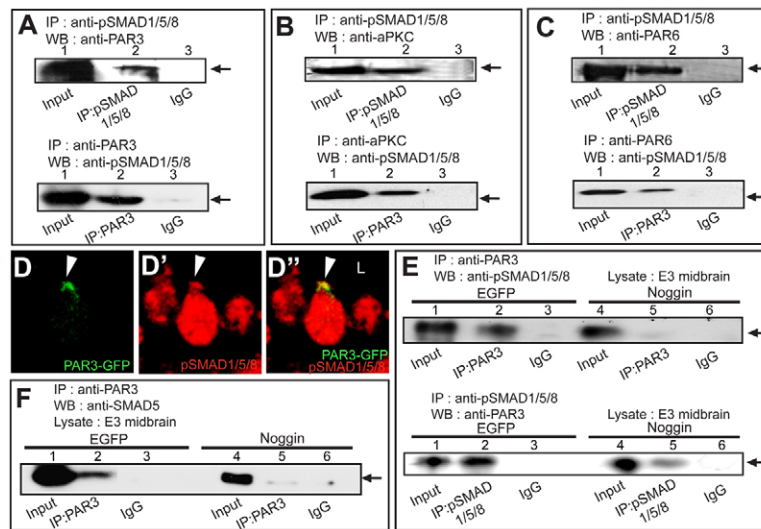 A
IP : anti-pSMAD1/5/8
WB : anti-PAR3
1 2 3
Input IP:pSMAD 1/5/8 IgG
IP : anti-PAR3
WB : anti-pSMAD1/5/8
1 2 3
Input IP:PAR3 IgG
B
IP : anti-pSMAD1/5/8
WB : anti-aPKC
1 2 3
Input IP:pSMAD 1/5/8 IgG
IP : anti-aPKC
WB : anti-pSMAD1/5/8
1 2 3
Input IP:PAR3 IgG
C
IP : anti-pSMAD1/5/8
WB : anti-PAR6
1 2 3
Input IP:pSMAD 1/5/8 IgG
IP : anti-PAR6
WB : anti-pSMAD1/5/8
1 2 3
Input IP:PAR3 IgG
D
PAR3-GFP
D'
pSMAD1/5/8
D"
L
PAR3-GFP
pSMAD1/5/8
E
IP : anti-PAR3
WB : anti-pSMAD1/5/8 Lysate : E3 midbrain
EGFP Noggin
1 2 3 4 5 6
Input IP:PAR3 IgG Input IP:PAR3 IgG
IP : anti-pSMAD1/5/8
WB : anti-PAR3 Lysate : E3 midbrain
EGFP Noggin
1 2 3 4 5 6
Input IP:pSMAD 1/5/8 IgG Input IP:pSMAD 1/5/8 IgG
F
IP : anti-PAR3
WB : anti-SMAD5
Lysate : E3 midbrain
EGFP Noggin
1 2 3 4 5 6
Input IP:PAR3 IgG Input IP:PAR3 IgG